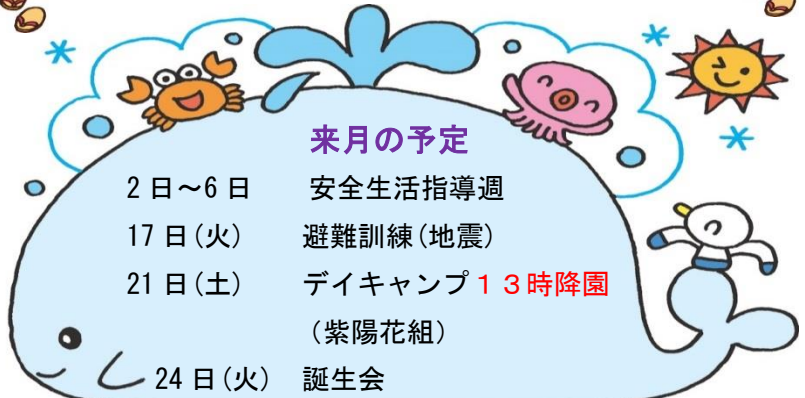 来月の予定
2日～6日　安全生活指導週
17日(火)　避難訓練(地震)
21日(土)　デイキャンプ１３時降園
（紫陽花組）
24日(火)　誕生会